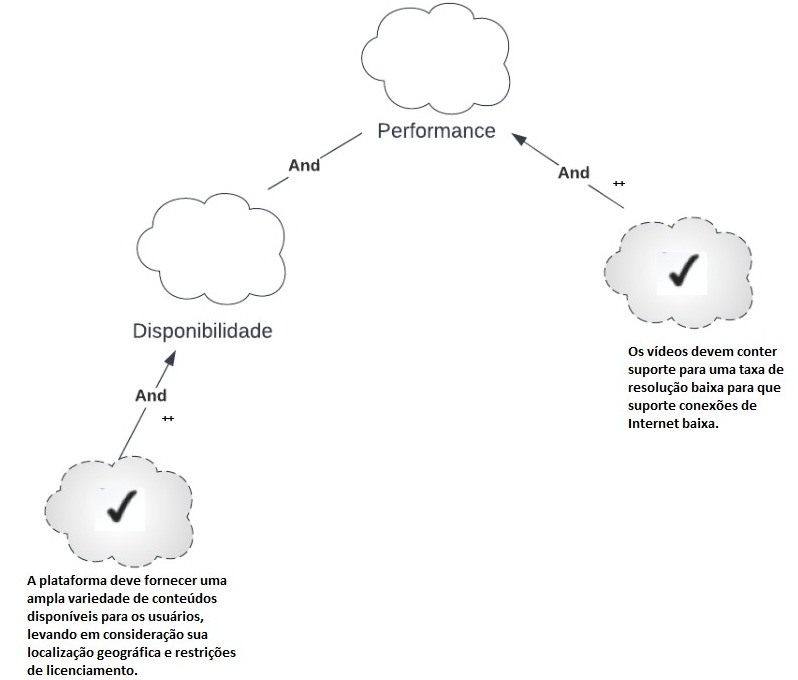 Performance
And
And
++
Disponibilidade
Os vídeos devem conter
suporte para uma taxa de
resolução baixa para que
suporte conexões de
Internet baixa.
And
++
A plataforma deve fornecer uma
ampla variedade de conteúdos
disponíveis para os usuários,
levando em consideração sua
localização geográfica e restrições
de licenciamento.